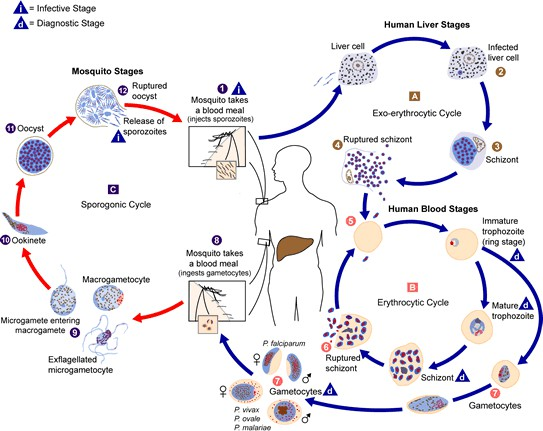 i = Infective Stage
d = Diagnostic Stage
Human Liver Stages
Liver cell
Infected
liver cell
2
A
Exo-erythrocytic Cycle
Mosquito Stages
12 Ruptured
oocyst
1 i
Mosquito takes
a blood meal
(injects sporozoites)
Release of
sporozoites
i
11 Oocyst
4 Ruptured schizont
3
Schizont
C
Sporogonic Cycle
10 Ookinete
Human Blood Stages
5
Immature
trophozoite
(ring stage)
d
8
Mosquito takes
a blood meal
(ingests gametocytes)
Macrogametocyte
Microgamete entering
macrogamete
9
Exflagellated
microgametocyte
B
Erythrocytic Cycle
Mature d
trophozoite
6
Ruptured
schizont
Schizont d
d
7
Gametocytes
P. falciparum
♀
7
♂
Gametocytes d
♀
♂
P. vivax
P. ovale
P. malariae